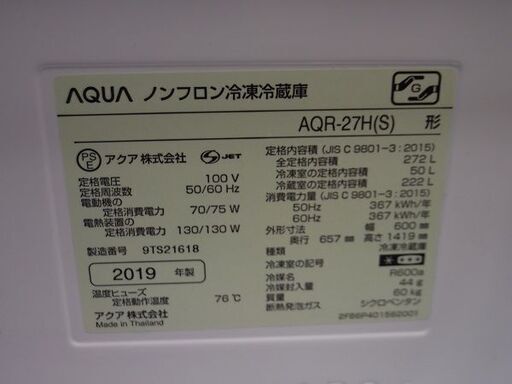 AQUA ノンフロン冷凍冷蔵庫
G
AQR-27H(S) 形
PS E アクア 株式会社 S JET
定格電圧 100 V
定格周波数 50/60 Hz
電動機の
定格消費電力 70/75 W
電熱装置の
定格消費電力 130/130 W
製造番号 9TS21618
2019 年製
温度ヒューズ
定格動作温度 76℃
アクア 株式会社
Made in Thailand
定格内容積 (JIS C 9801-3:2015)
全定格内容積 272 L
冷凍室の定格内容積 50 L
冷蔵室の定格内容積 222 L
消費電力量 (JIS C 9801-3:2015)
50Hz 367 kWh/年
60Hz 367 kWh/年
外形寸法 幅 600 mm
奥行 657 mm 高さ 1419 mm
種類 冷凍冷蔵庫
冷凍室の記号
冷媒名 R600a
冷媒封入量 44 g
質量 60 kg
断熱発泡ガス シクロペンタン